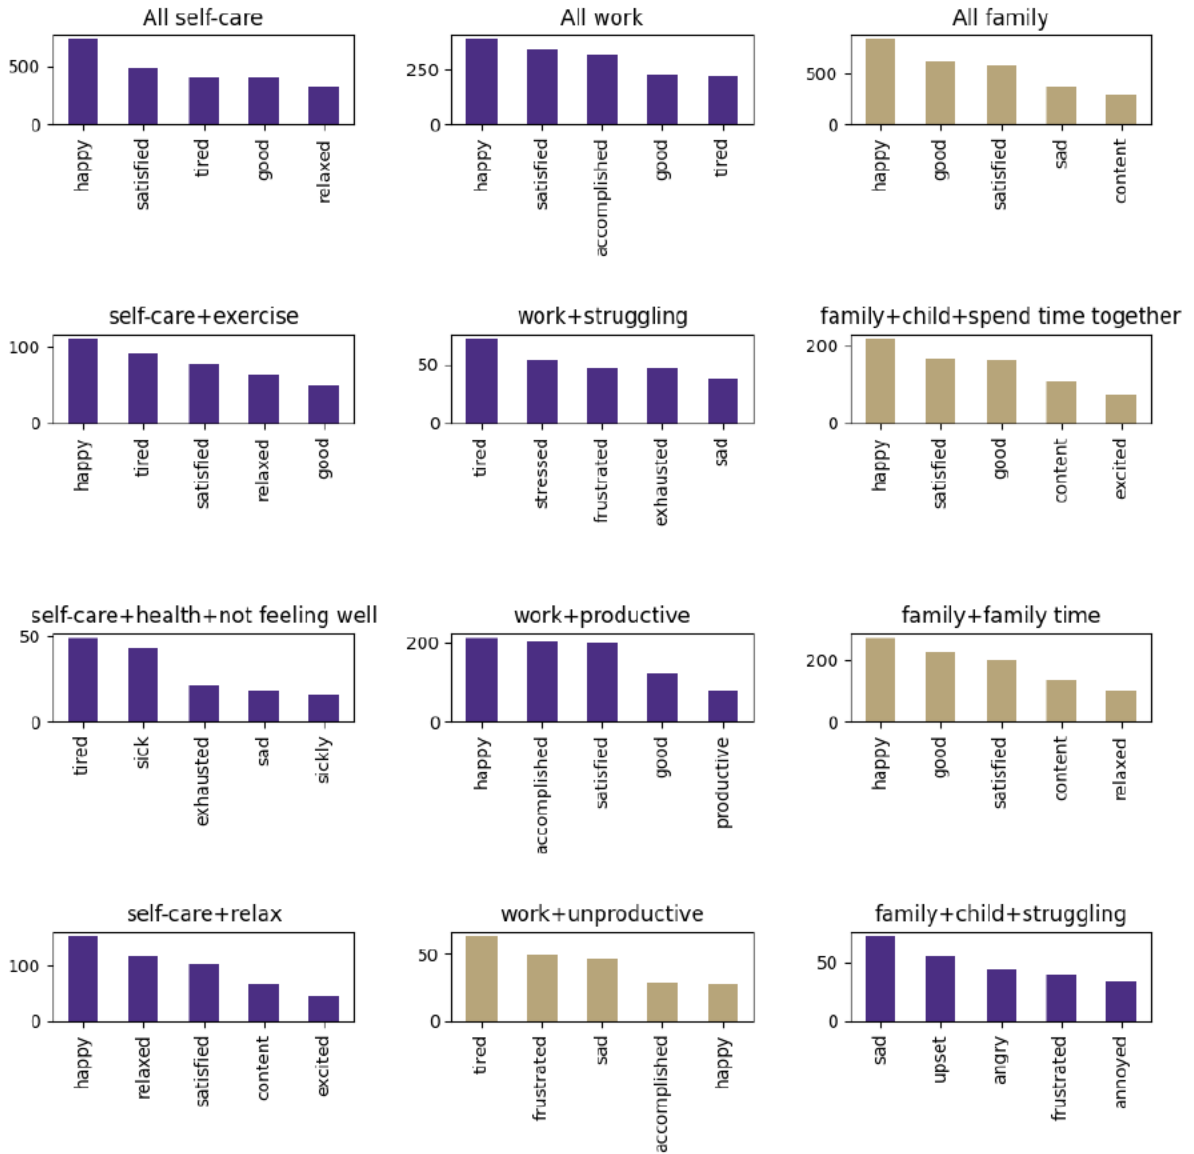 All self-care
500
0
happy
satisfied
tired
good
relaxed
All work
250
0
happy
satisfied
accomplished
good
tired
All family
500
0
happy
good
satisfied
sad
content
self-care+exercise
100
0
happy
tired
satisfied
relaxed
good
work+struggling
50
0
tired
stressed
frustrated
exhausted
sad
family+child+spend time together
200
0
happy
satisfied
good
content
excited
self-care+health+not feeling well
50
0
tired
sick
exhausted
sad
sickly
work+productive
200
0
happy
accomplished
satisfied
good
productive
family+family time
200
0
happy
good
satisfied
content
relaxed
self-care+relax
100
0
happy
relaxed
satisfied
content
excited
work+unproductive
50
0
tired
frustrated
sad
accomplished
happy
family+child+struggling
50
0
sad
upset
angry
frustrated
annoyed